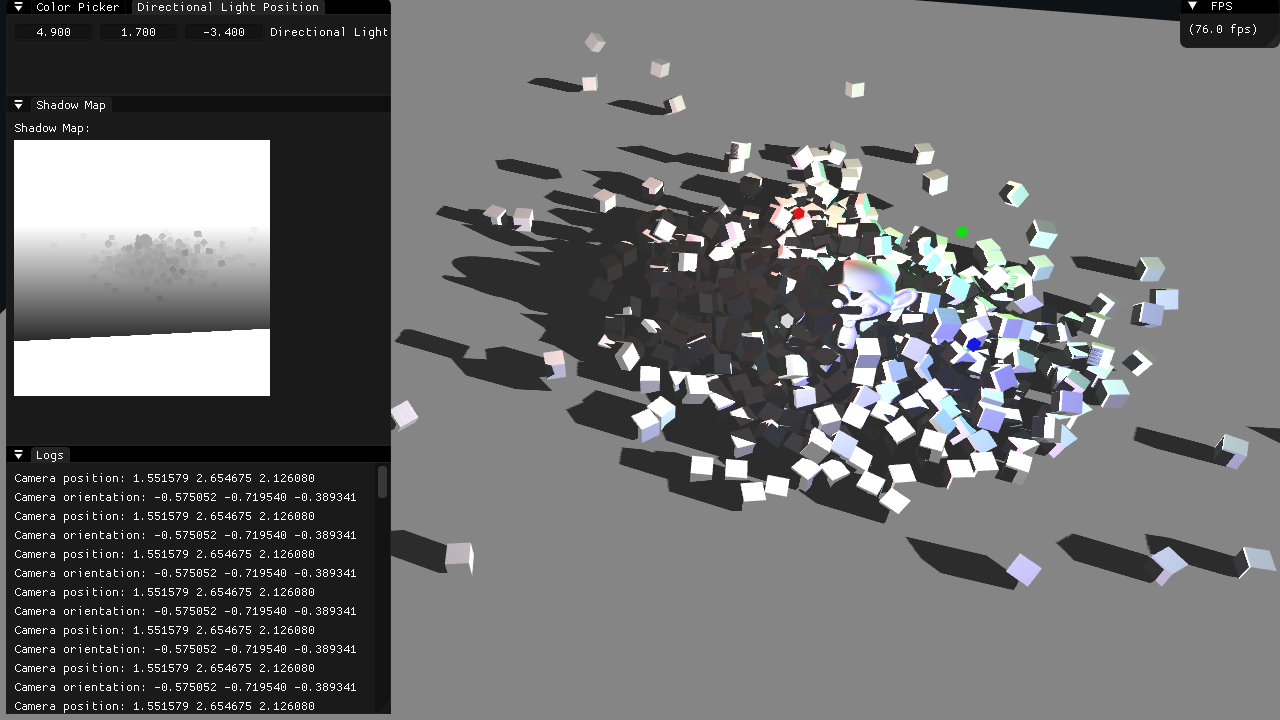 Color Picker Directional Light Position
4.900 1.700 -3.400 Directional Light
Shadow Map
Shadow Map:
Logs
Camera position: 1.551579 2.654675 2.126080
Camera orientation: -0.575052 -0.719540 -0.389341
Camera position: 1.551579 2.654675 2.126080
Camera orientation: -0.575052 -0.719540 -0.389341
Camera position: 1.551579 2.654675 2.126080
Camera orientation: -0.575052 -0.719540 -0.389341
Camera position: 1.551579 2.654675 2.126080
Camera orientation: -0.575052 -0.719540 -0.389341
Camera position: 1.551579 2.654675 2.126080
Camera orientation: -0.575052 -0.719540 -0.389341
Camera position: 1.551579 2.654675 2.126080
Camera orientation: -0.575052 -0.719540 -0.389341
Camera position: 1.551579 2.654675 2.126080
FPS
(76.0 fps)